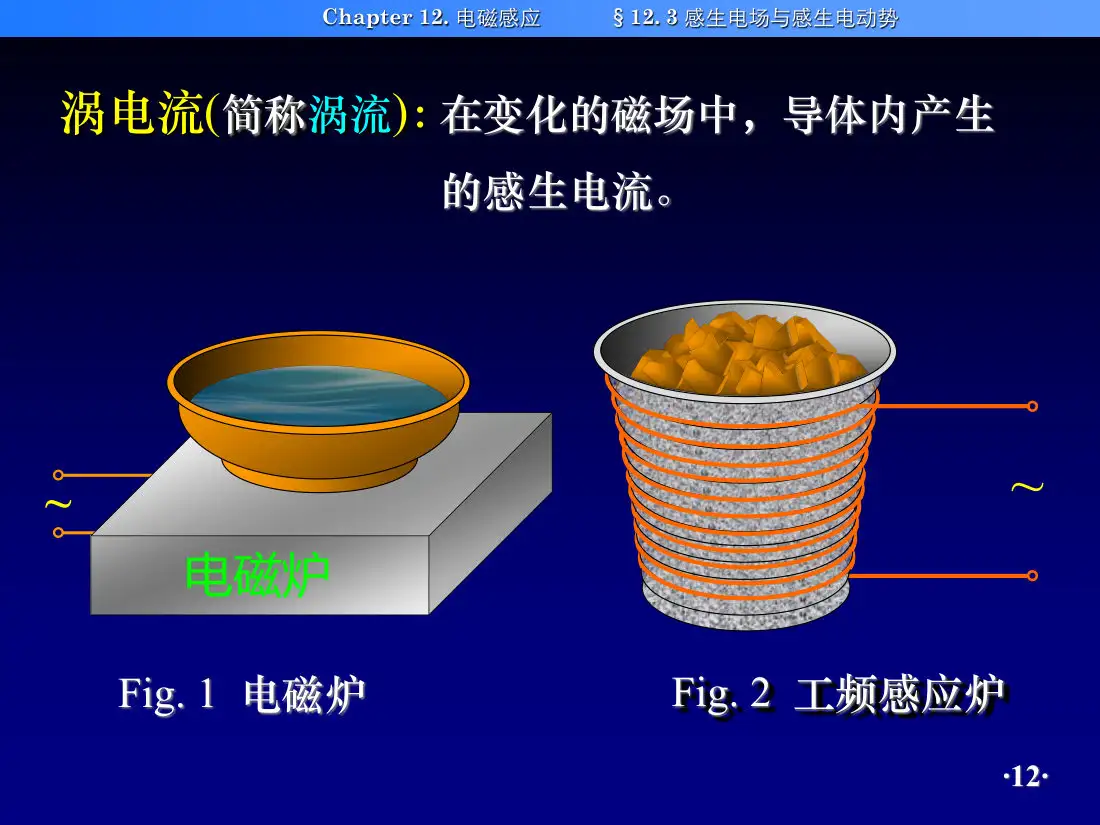 Chapter 12. 电磁感应 §12. 3 感生电场与感生电动势
涡电流(简称涡流): 在变化的磁场中，导体内产生
的感生电流。
~
~
电磁炉
Fig. 1 电磁炉
Fig. 2 工频感应炉
·12·